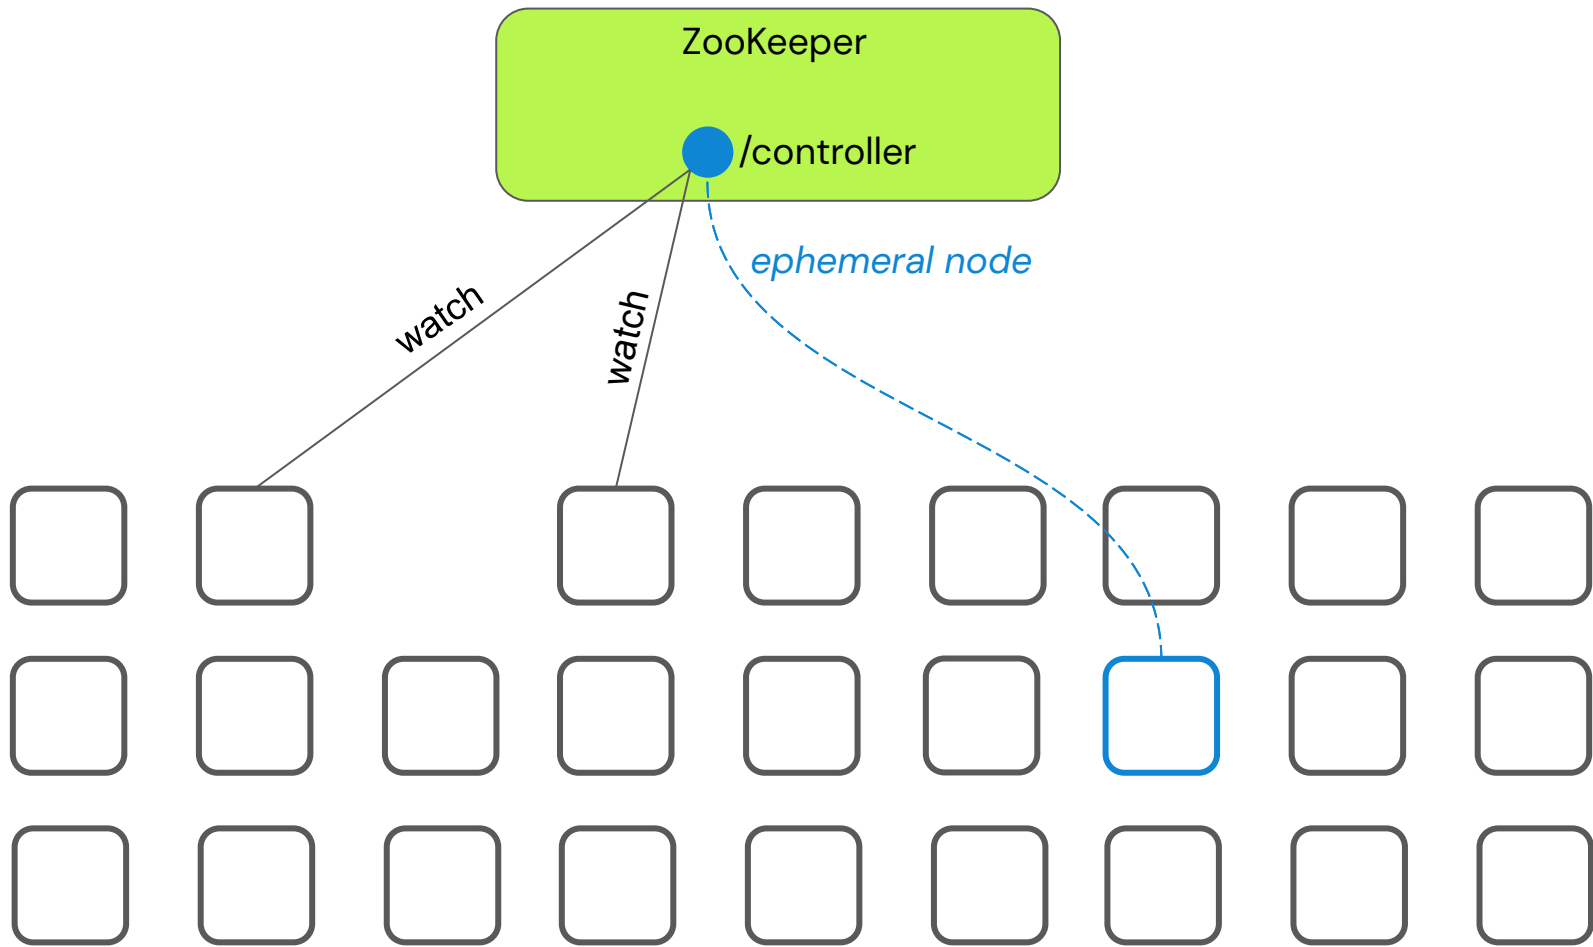 ZooKeeper
/controller
ephemeral node
watch
watch